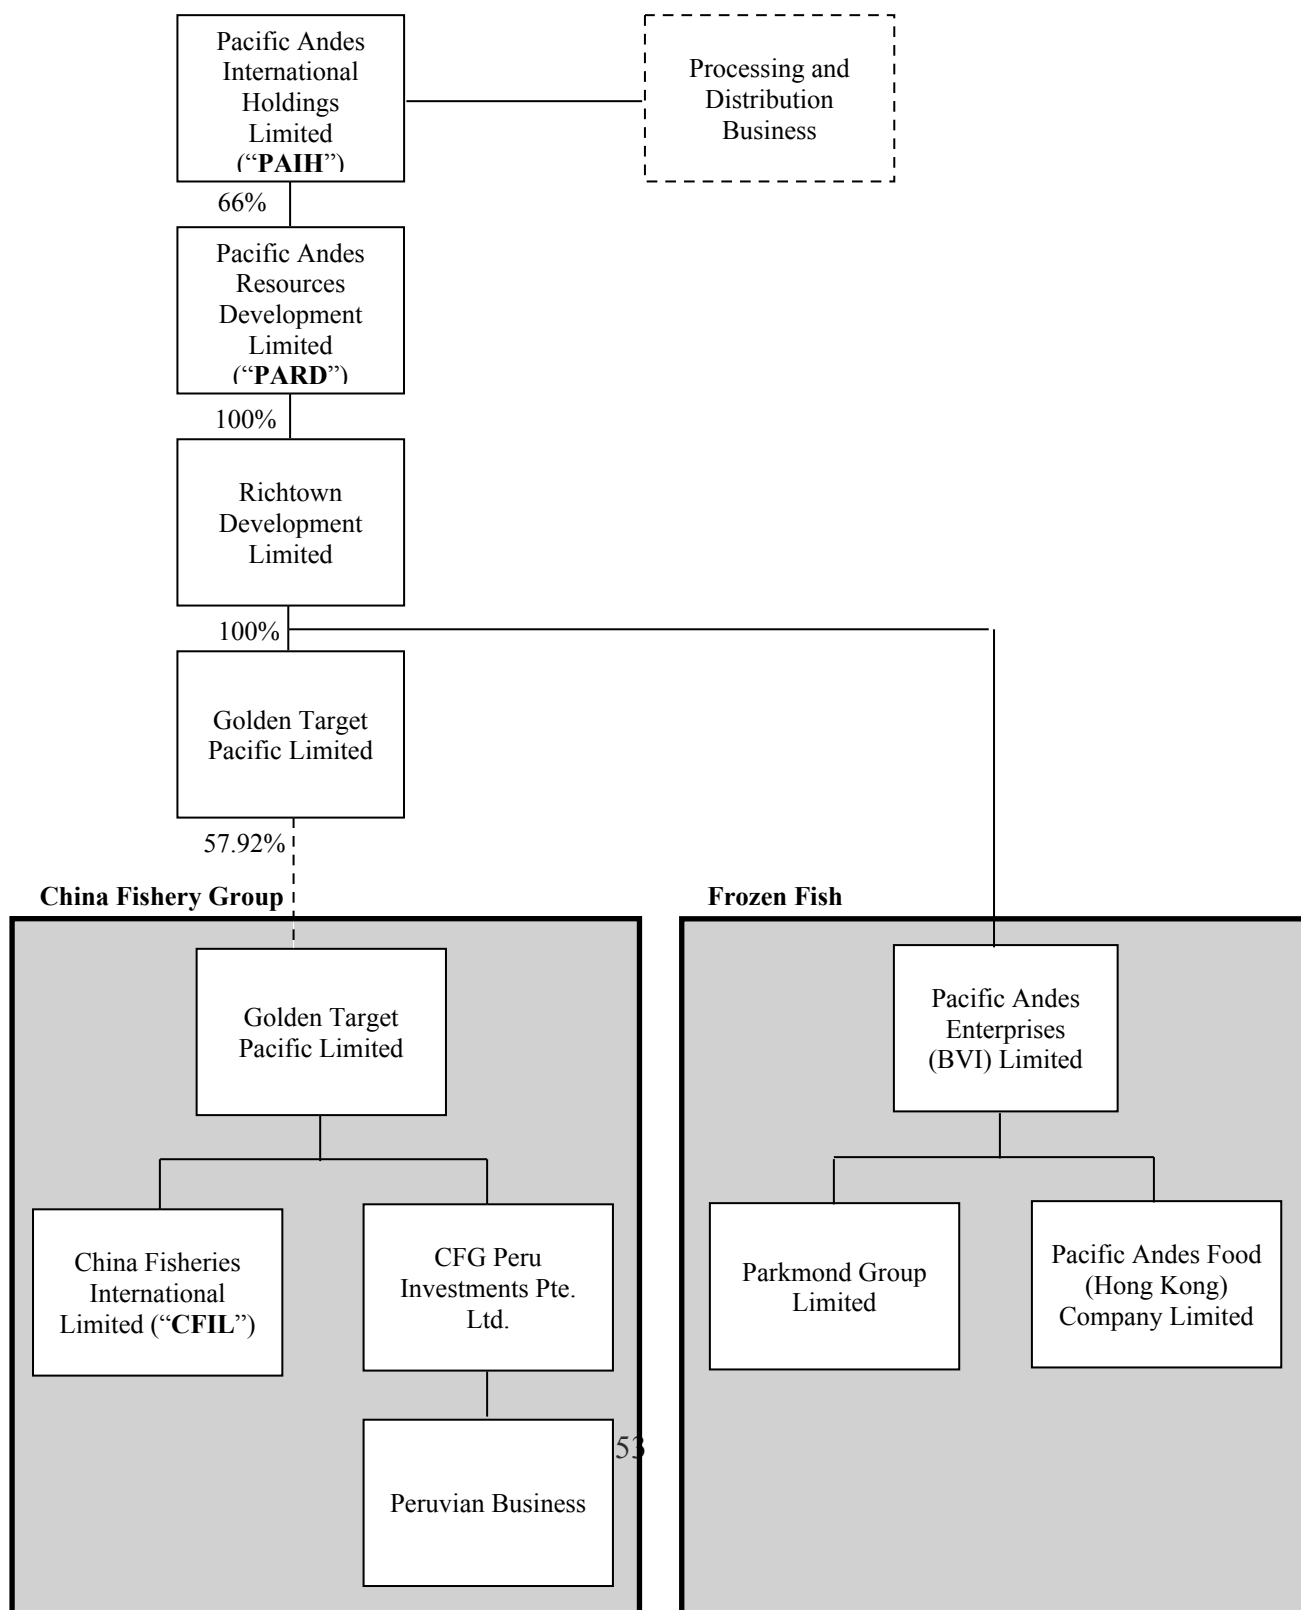 Pacific Andes
International
Holdings
Limited
(“PAIH”)
Processing and
Distribution
Business
66%
Pacific Andes
Resources
Development
Limited
(“PARD”)
100%
Richtown
Development
Limited
100%
Golden Target
Pacific Limited
57.92%
China Fishery Group
Golden Target
Pacific Limited
China Fisheries
International
Limited (“CFIL”)
CFG Peru
Investments Pte.
Ltd.
Peruvian Business
Frozen Fish
Pacific Andes
Enterprises
(BVI) Limited
Parkmond Group
Limited
Pacific Andes Food
(Hong Kong)
Company Limited
53